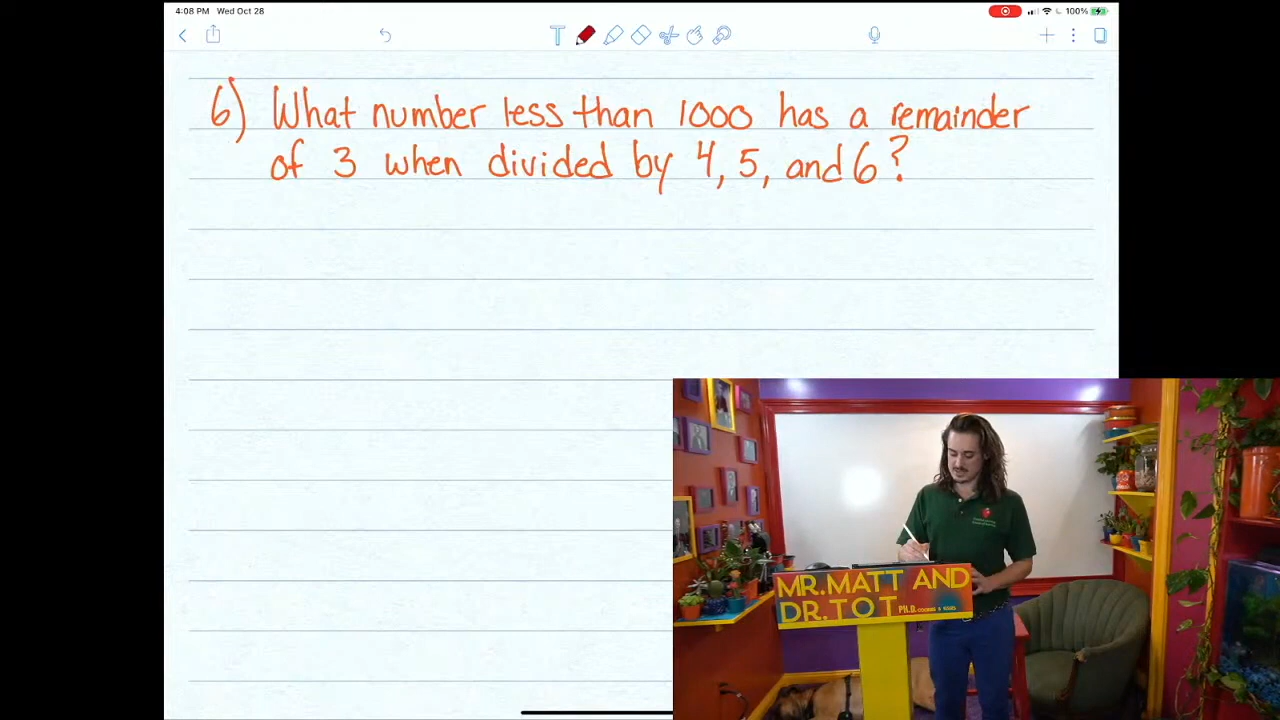 4:08 PM Wed Oct 28
100%
6) What number less than 1000 has a remainder
of 3 when divided by 4, 5, and 6?
MR.MATT AND
DR.TOT PH.D.